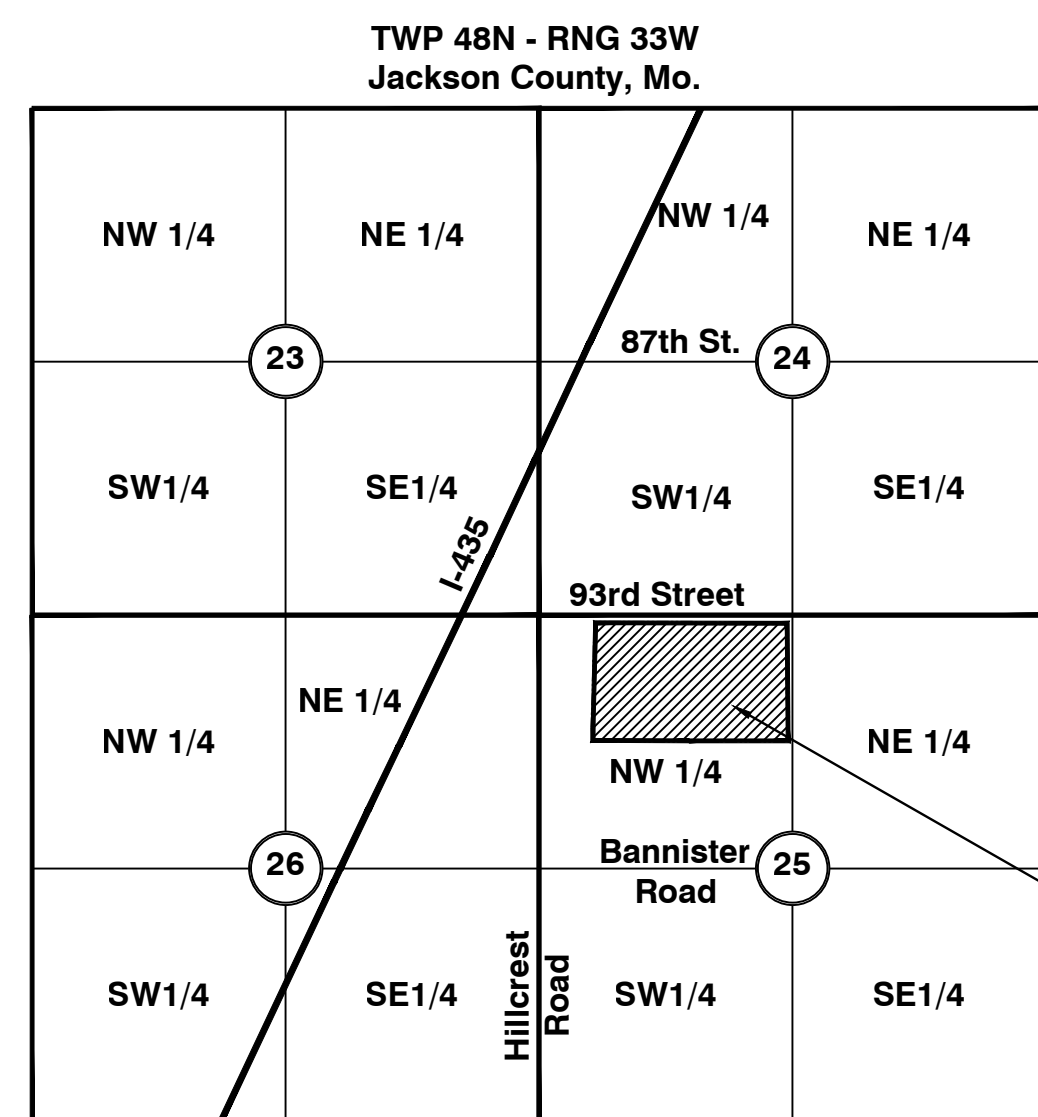 TWP 48N - RNG 33W
Jackson County, Mo.
NW 1/4
NE 1/4
NW 1/4
NE 1/4
23
87th St.
24
SW1/4
SE1/4
SW1/4
SE1/4
I-435
93rd Street
NW 1/4
NE 1/4
NW 1/4
NE 1/4
26
Bannister
Road
25
SW1/4
SE1/4
Hillcrest
Road
SW1/4
SE1/4